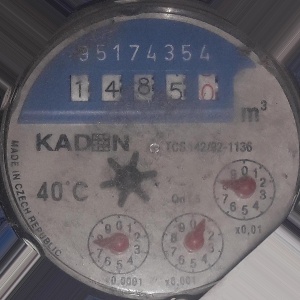 95174354
1 4 8 5 0
m³
KADEN
TCS 142/92-1136
40°C
MADE IN CZECH REPUBLIC
x0,01
x0,0001
x0,001